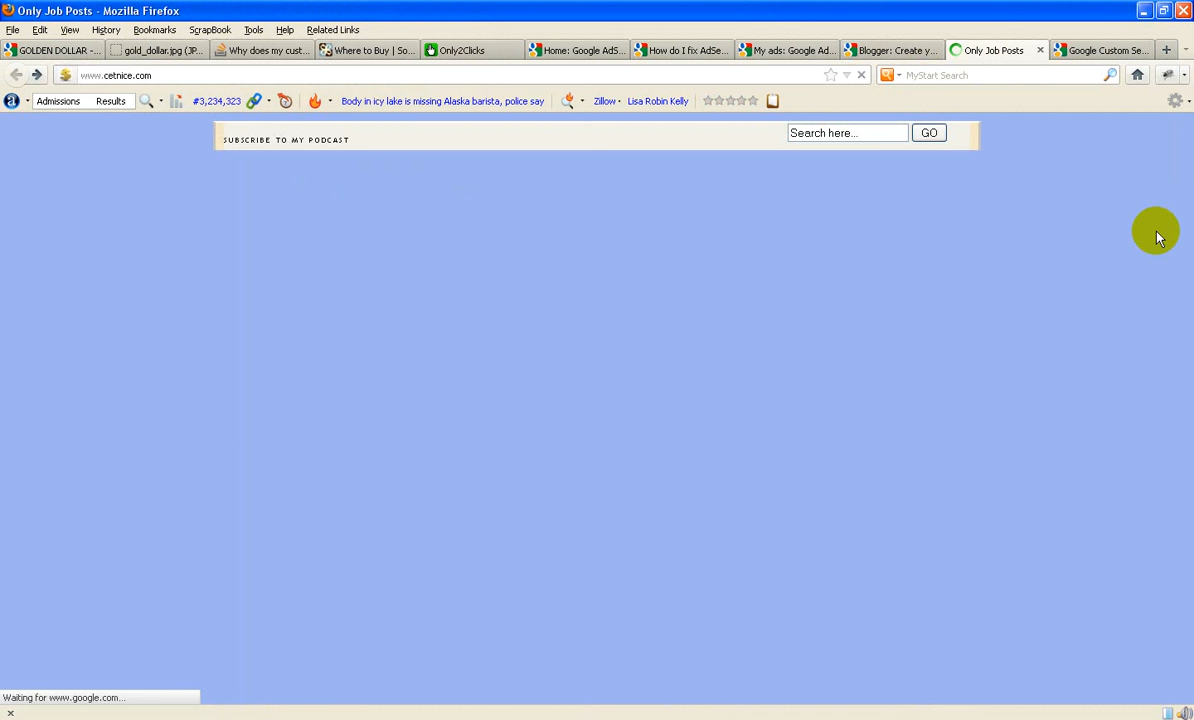 Only Job Posts - Mozilla Firefox
File Edit View History Bookmarks ScrapBook Tools Help Related Links
GOLDEN DOLLAR -... gold_dollar.jpg (JP... Why does my cust... Where to Buy | So... Only2Clicks Home: Google AdS... How do I fix AdSe... My ads: Google Ad... Blogger: Create y... Only Job Posts Google Custom Se...
www.cetnice.com MyStart Search
Admissions Results #3,234,323 Body in icy lake is missing Alaska barista, police say Zillow Lisa Robin Kelly
SUBSCRIBE TO MY PODCAST Search here... GO
Waiting for www.google.com...